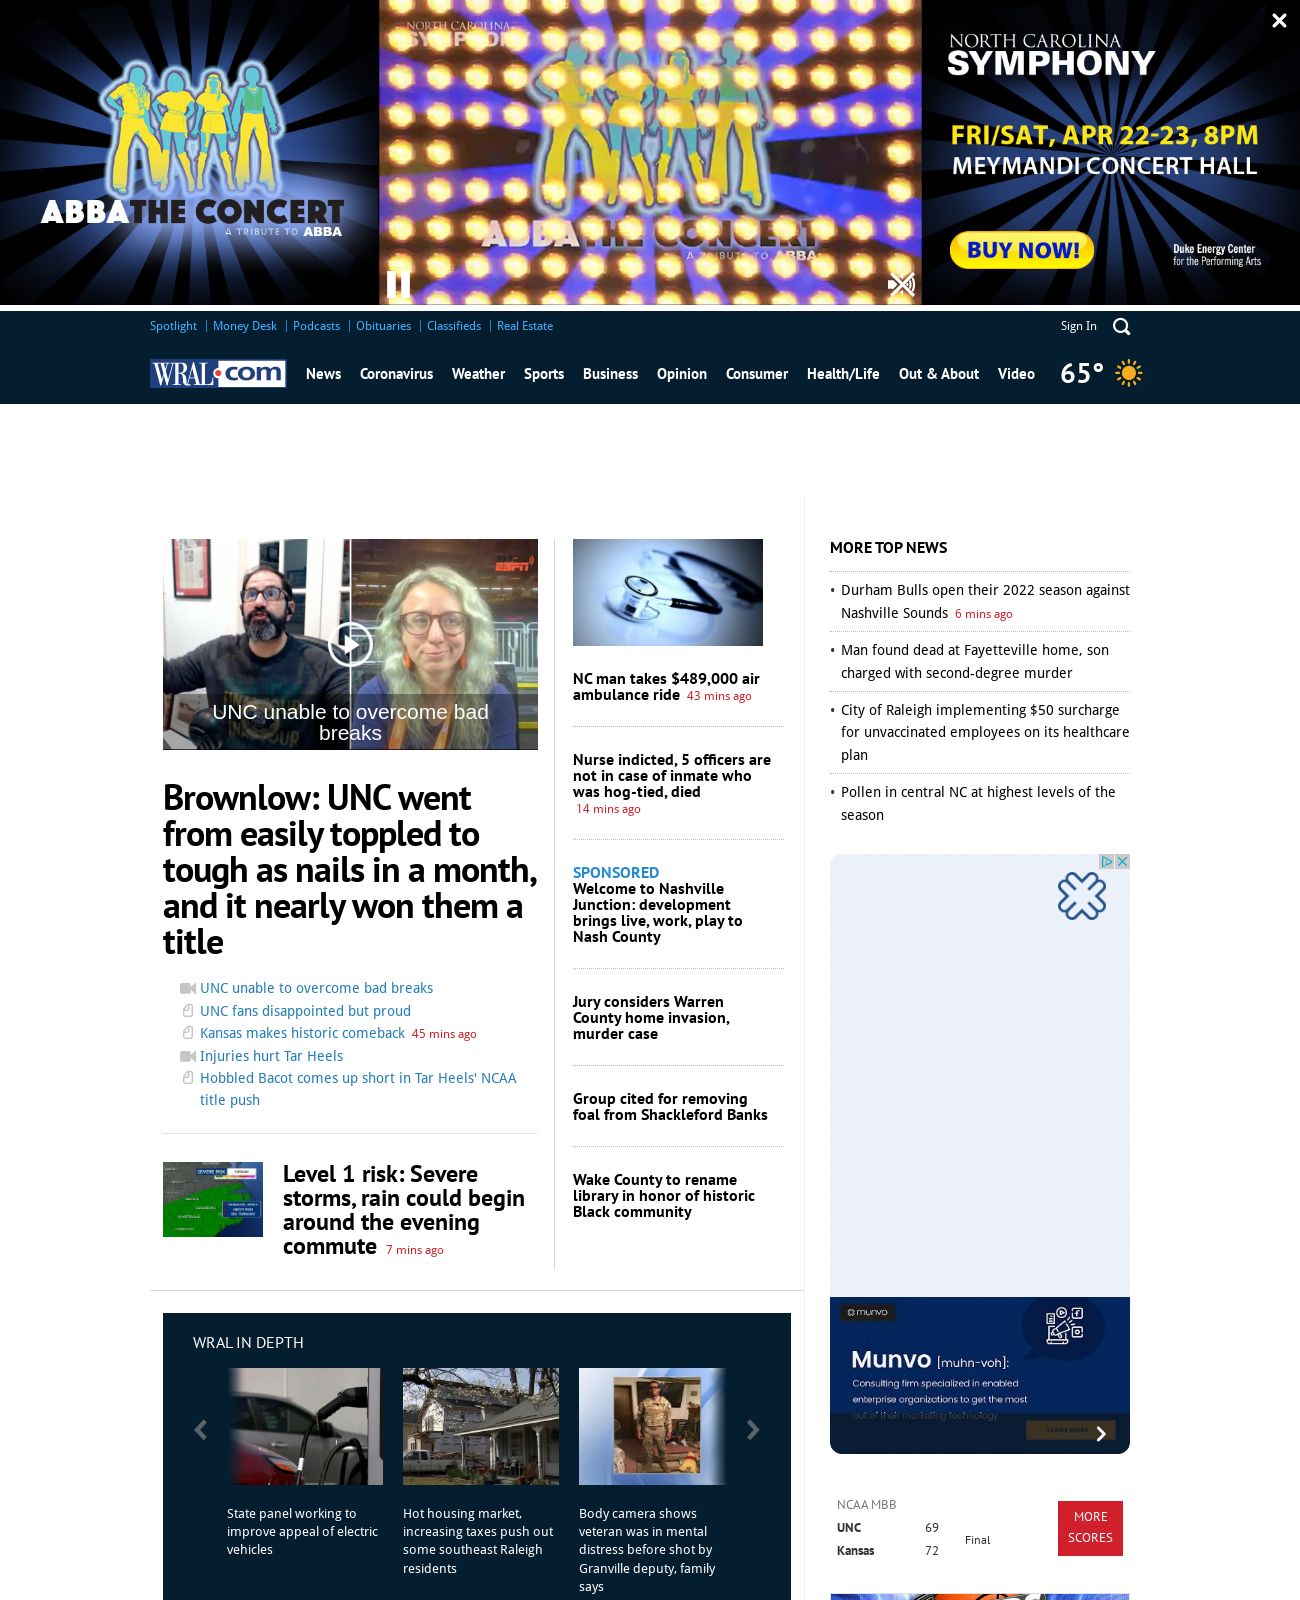 ABBA THE CONCERT
A TRIBUTE TO ABBA
NORTH CAROLINA
SYMPHONY
ABBA THE CONCERT
A TRIBUTE TO ABBA
NORTH CAROLINA
SYMPHONY
FRI/SAT, APR 22-23, 8PM
MEYMANDI CONCERT HALL
BUY NOW!
Duke Energy Center
for the Performing Arts
Spotlight
Money Desk
Podcasts
Obituaries
Classifieds
Real Estate
Sign In
WRAL.com
News
Coronavirus
Weather
Sports
Business
Opinion
Consumer
Health/Life
Out & About
Video
65°
ESPN
UNC unable to overcome bad
breaks
Brownlow: UNC went
from easily toppled to
tough as nails in a month,
and it nearly won them a
title
UNC unable to overcome bad breaks
UNC fans disappointed but proud
Kansas makes historic comeback 45 mins ago
Injuries hurt Tar Heels
Hobbled Bacot comes up short in Tar Heels' NCAA
title push
SEVERE RISK
TUESDAY
Level 1 risk: Severe
storms, rain could begin
around the evening
commute 7 mins ago
NC man takes $489,000 air
ambulance ride 43 mins ago
Nurse indicted, 5 officers are
not in case of inmate who
was hog-tied, died
14 mins ago
SPONSORED
Welcome to Nashville
Junction: development
brings live, work, play to
Nash County
Jury considers Warren
County home invasion,
murder case
Group cited for removing
foal from Shackleford Banks
Wake County to rename
library in honor of historic
Black community
MORE TOP NEWS
• Durham Bulls open their 2022 season against
Nashville Sounds 6 mins ago
• Man found dead at Fayetteville home, son
charged with second-degree murder
• City of Raleigh implementing $50 surcharge
for unvaccinated employees on its healthcare
plan
• Pollen in central NC at highest levels of the
season
munvo
Munvo [muhn-voh]:
Consulting firm specialized in enabled
enterprise organizations to get the most
out of their marketing technology
LEARN MORE
WRAL IN DEPTH
State panel working to
improve appeal of electric
vehicles
Hot housing market,
increasing taxes push out
some southeast Raleigh
residents
Body camera shows
veteran was in mental
distress before shot by
Granville deputy, family
says
NCAA MBB
UNC 69
Kansas 72
Final
MORE
SCORES